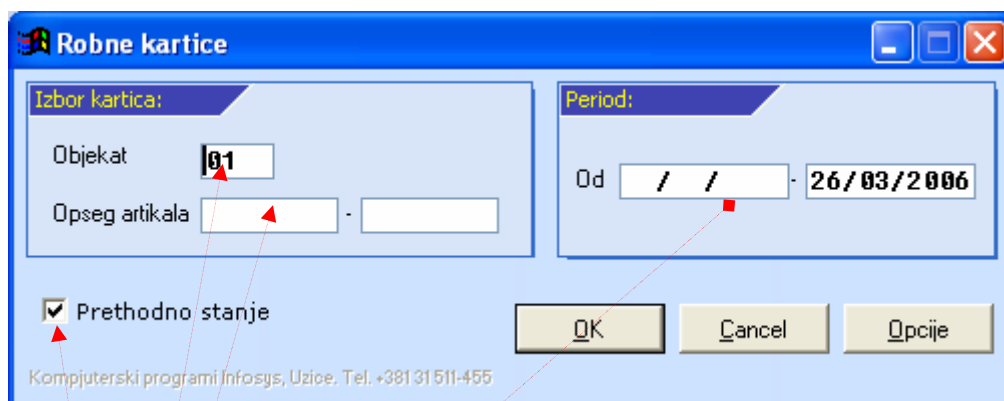 Robne kartice
Izbor kartica:
Objekat 01
Opseg artikala -
Period:
Od / / - 26/03/2006
Prethodno stanje
OK Cancel Opcije
Kompjuterski programi Infosys, Uzice. Tel. +381 31 511-455